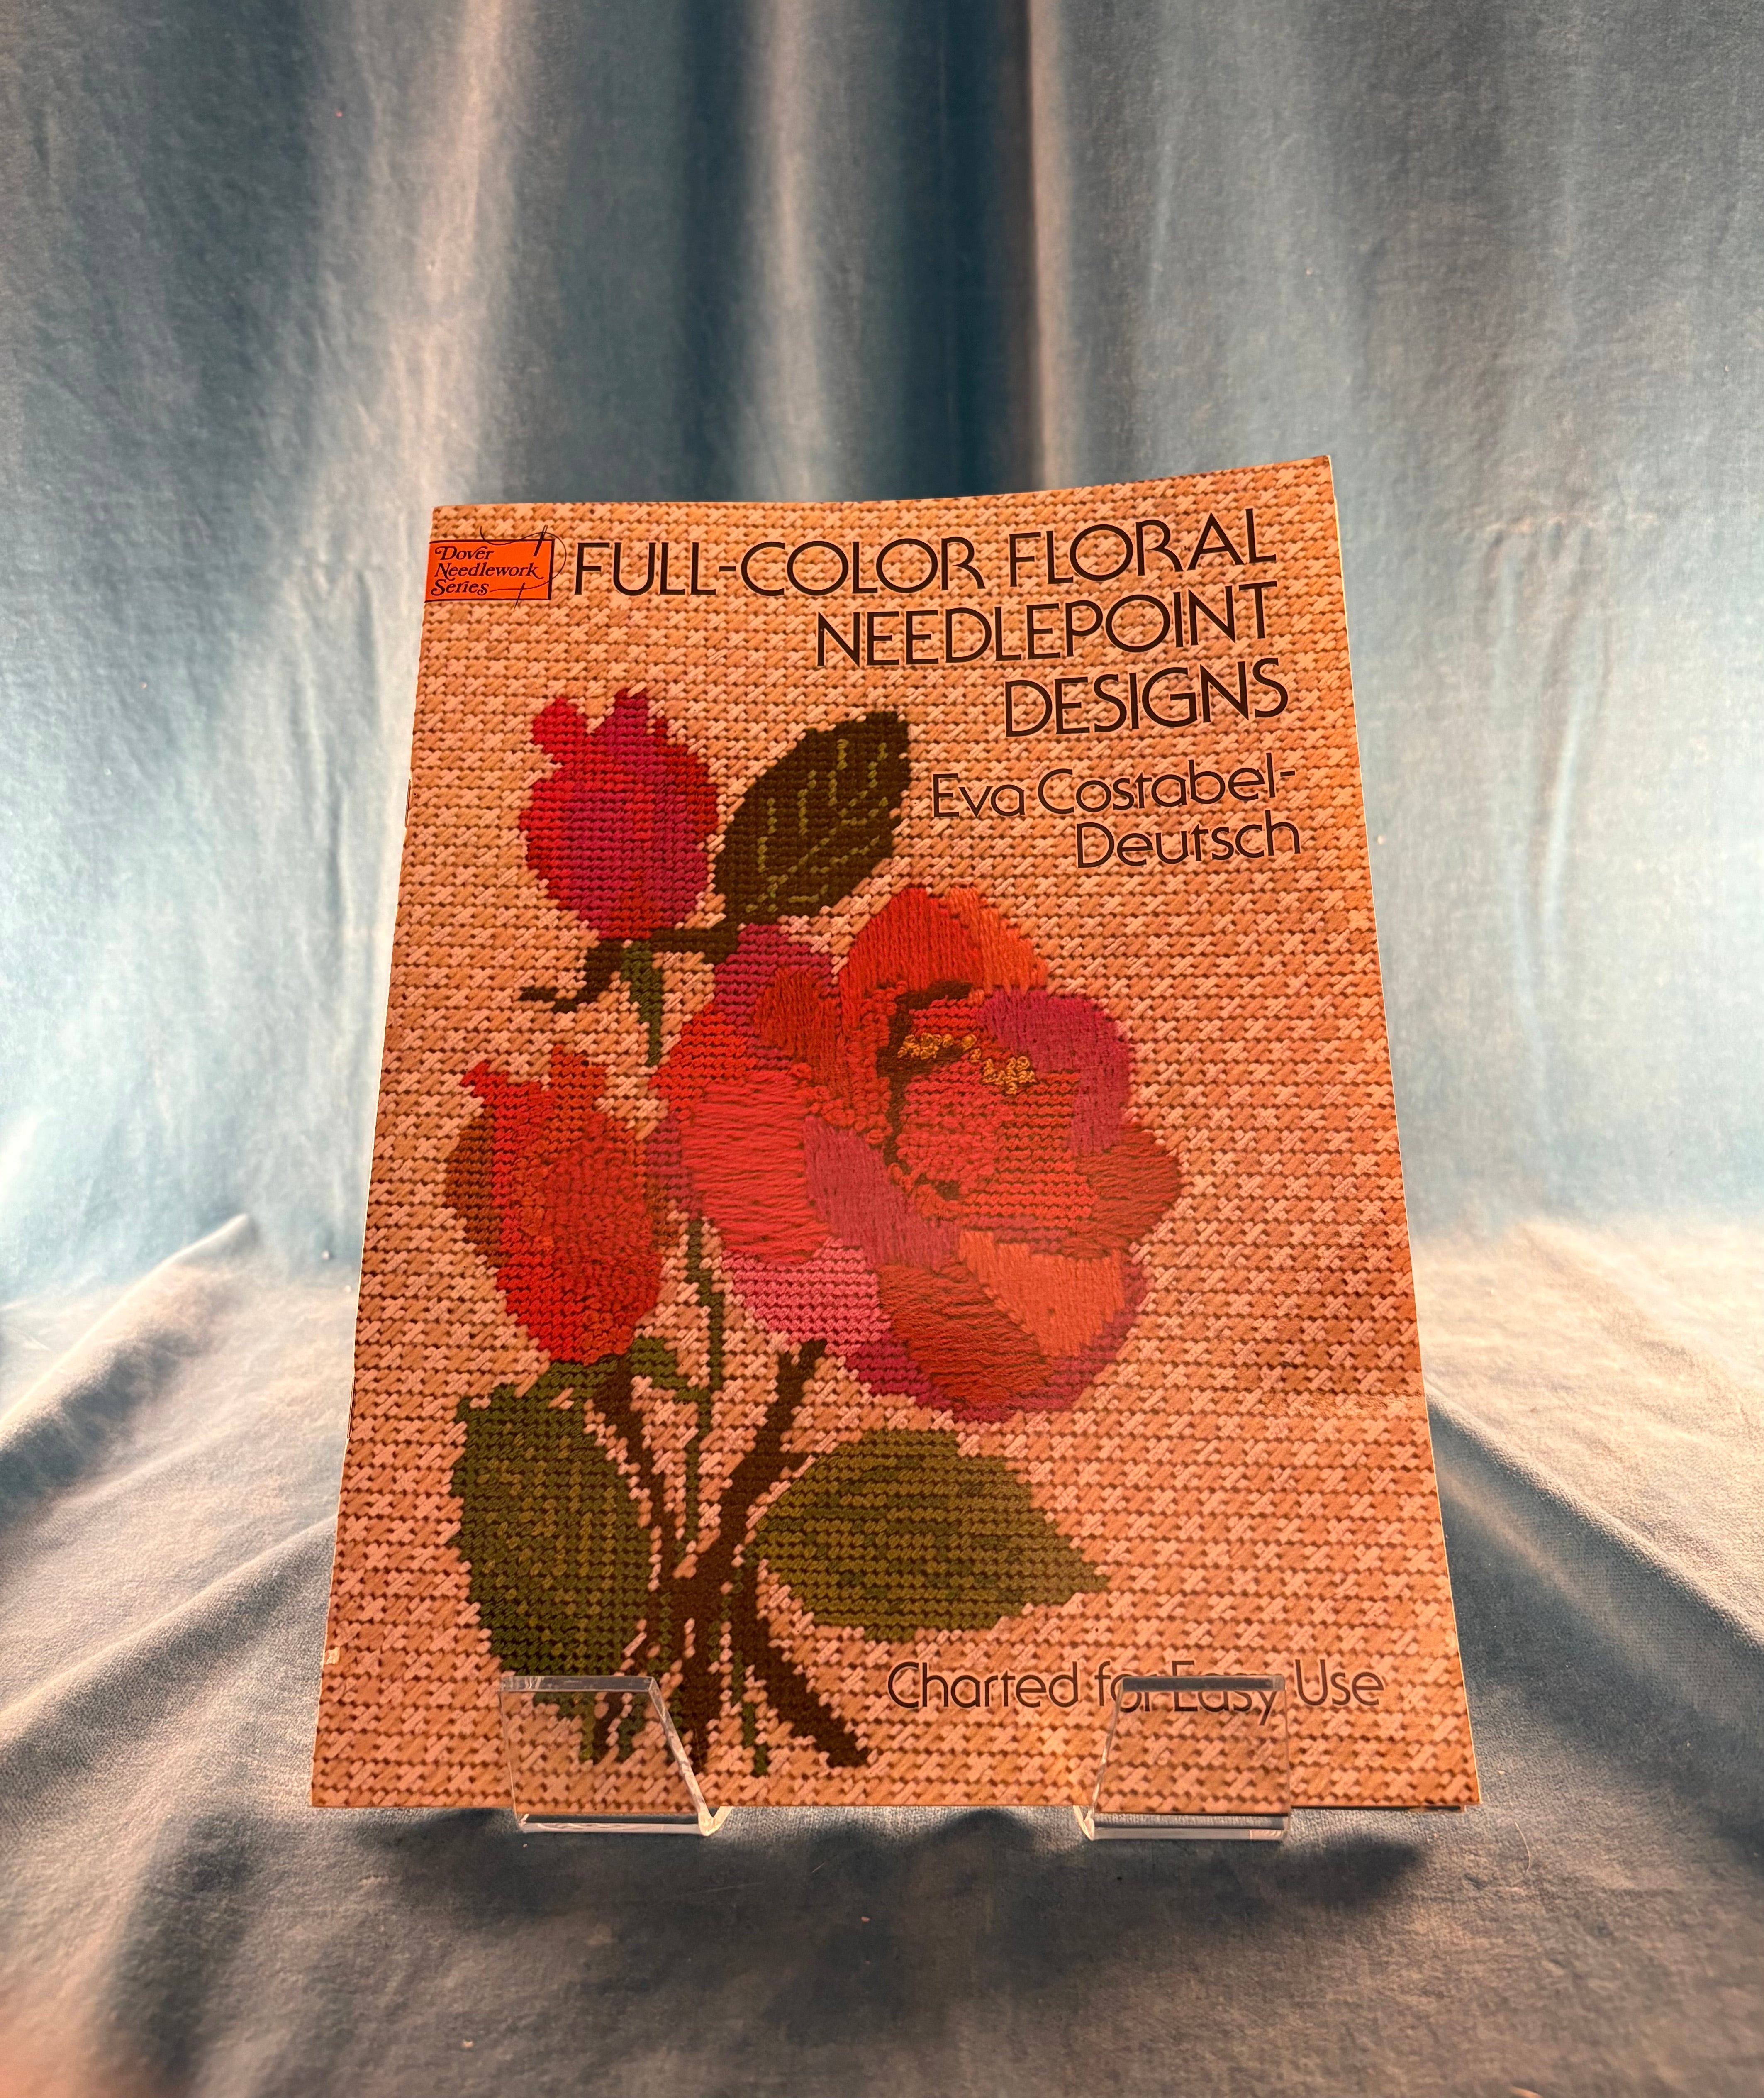 Dover
Needlework
Series
FULL-COLOR FLORAL
NEEDLEPOINT
DESIGNS
Eva Costabel-
Deutsch
Charted for Easy Use